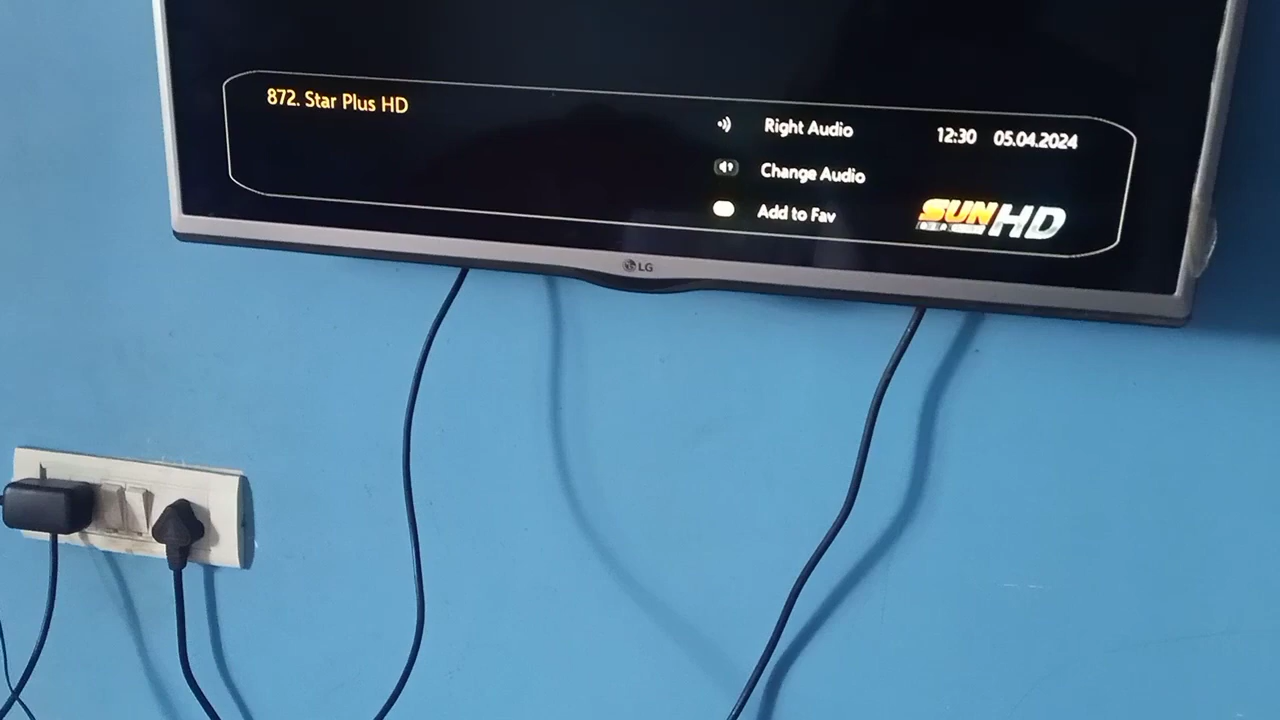 872. Star Plus HD
Right Audio
12:30 05.04.2024
Change Audio
Add to Fav
SUN HD
LG